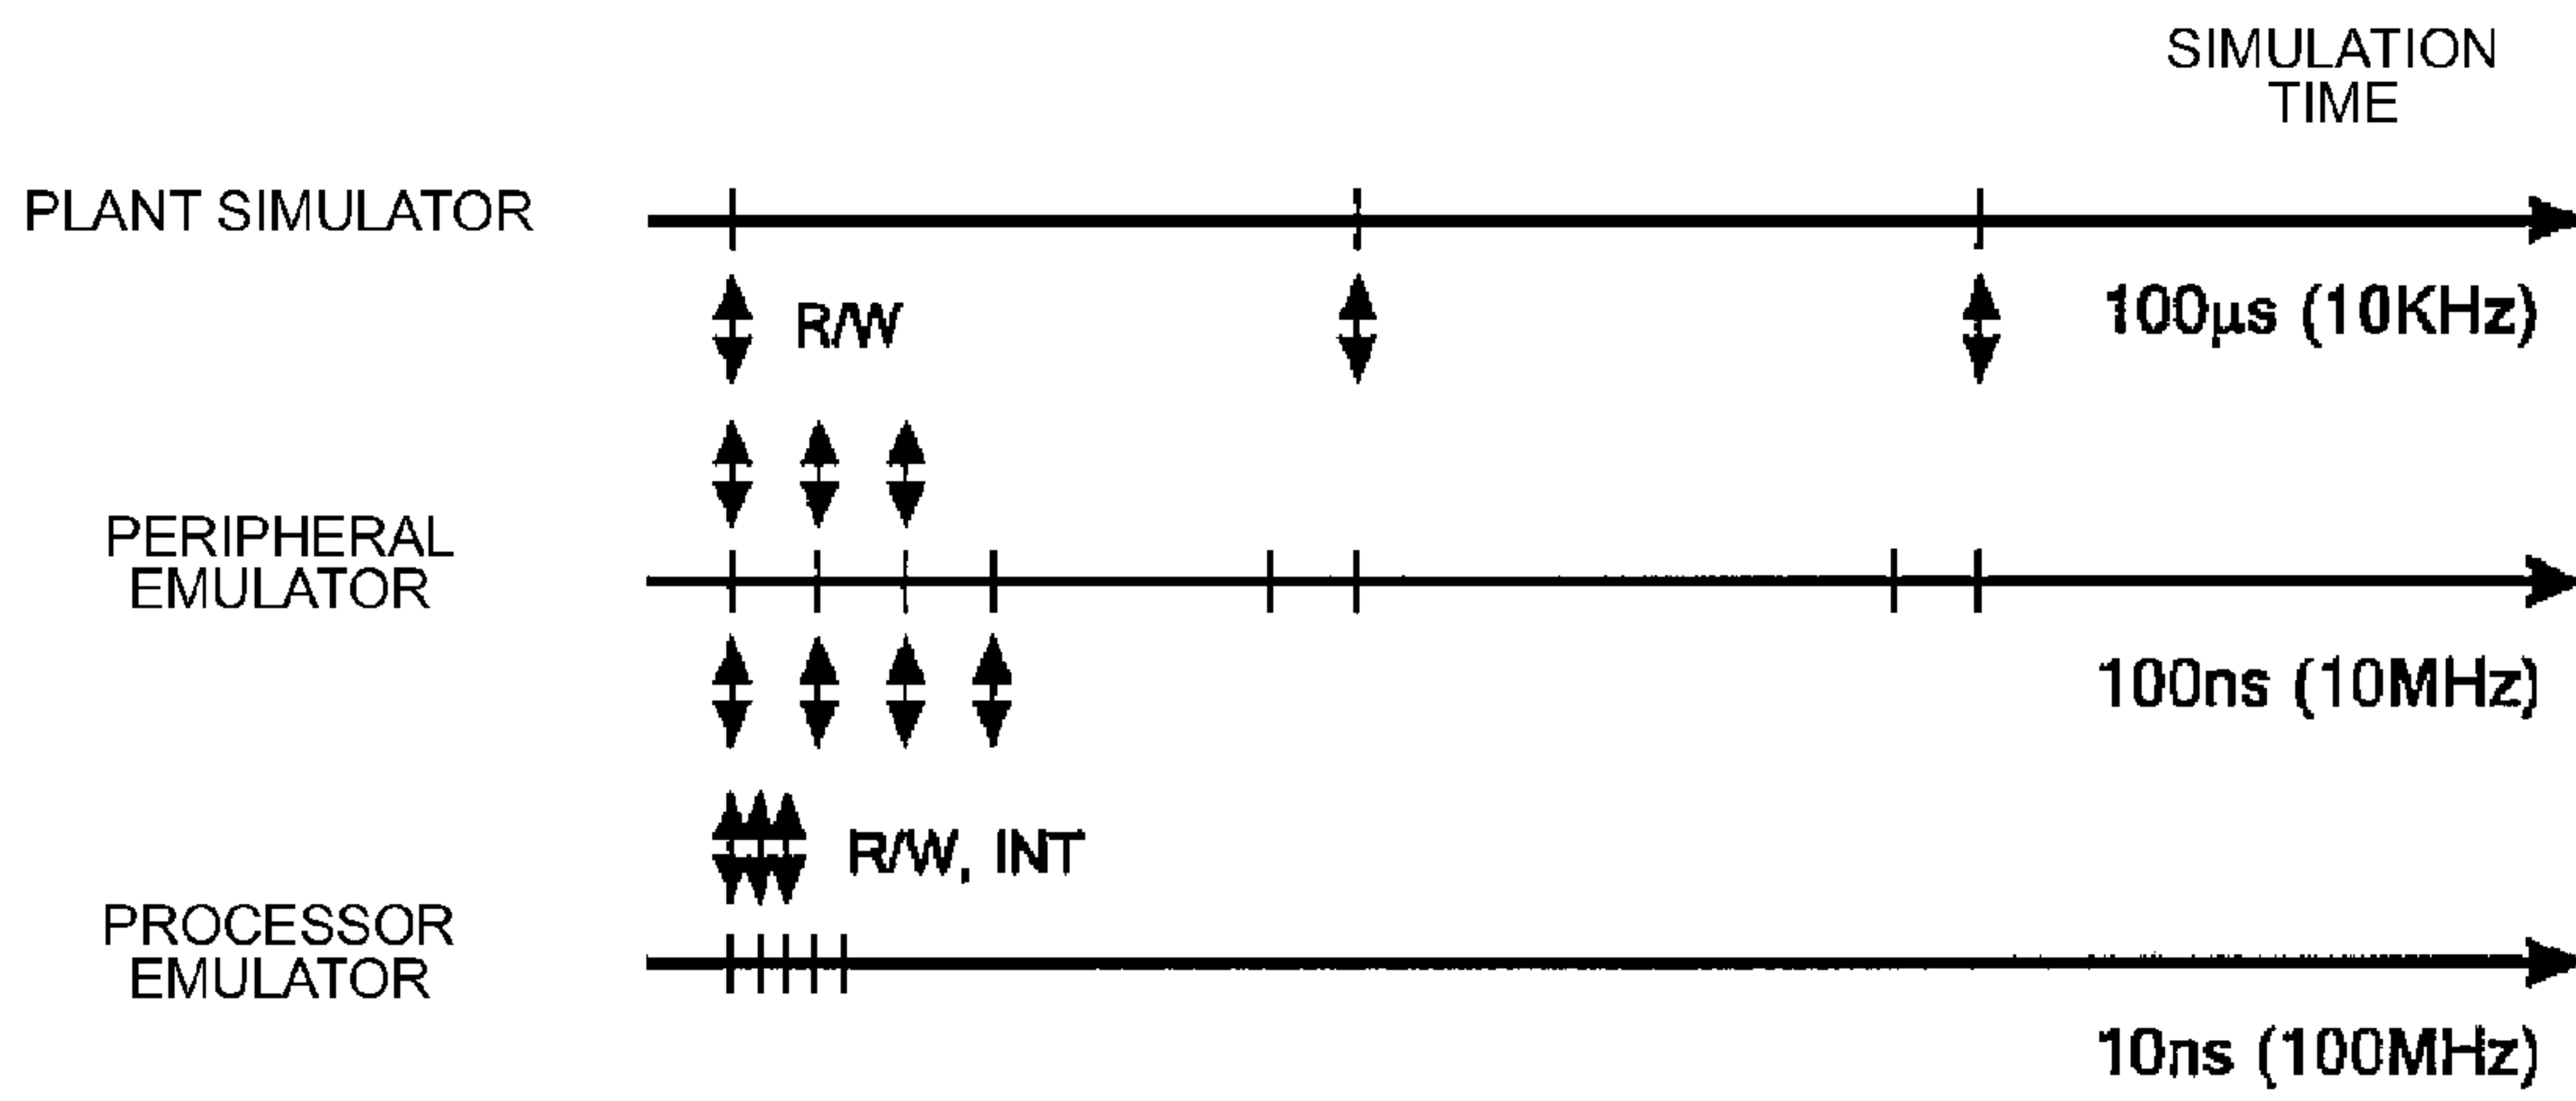 SIMULATION
TIME
PLANT SIMULATOR
R/W
100μs (10KHz)
PERIPHERAL
EMULATOR
100ns (10MHz)
R/W, INT
PROCESSOR
EMULATOR
10ns (100MHz)